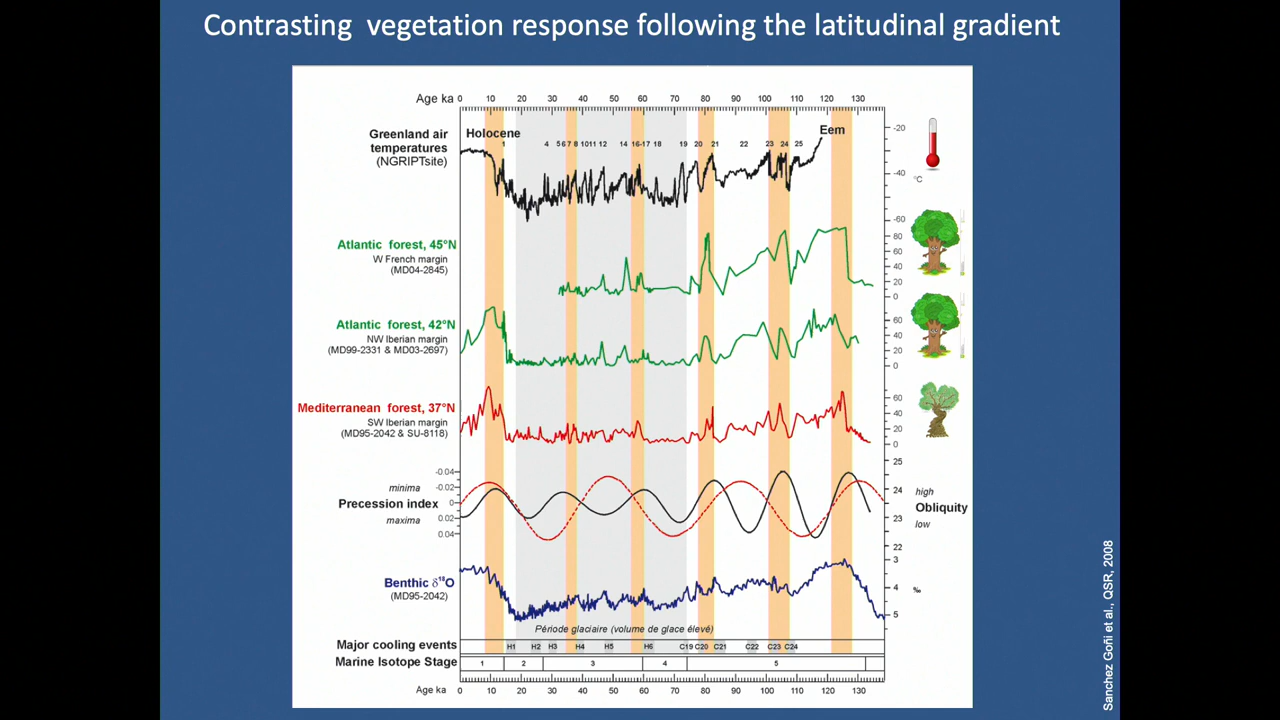 Contrasting  vegetation response following the latitudinal gradient
Age ka 0 10 20 30 40 50 60 70 80 90 100 110 120 130
Greenland air
temperatures
(NGRIPTsite)
Holocene
Eem
1 4 5 6 7 8 10 11 12 14 16-17 18 19 20 21 22 23 24 25
-20
-40
-60
°C
Atlantic forest, 45°N
W French margin
(MD04-2845)
80
60
40
20
0
Atlantic forest, 42°N
NW Iberian margin
(MD99-2331 & MD03-2697)
60
40
20
0
Mediterranean forest, 37°N
SW Iberian margin
(MD95-2042 & SU-8118)
60
40
20
0
minima
Precession index
maxima
-0.04
-0.02
0
0.02
0.04
25
24
23
22
high
Obliquity
low
Benthic δ18O
(MD95-2042)
3
4
5
‰
Période glaciaire (volume de glace élevé)
Major cooling events H1 H2 H3 H4 H5 H6 C19 C20 C21 C22 C23 C24
Marine Isotope Stage 1 2 3 4 5
Age ka 0 10 20 30 40 50 60 70 80 90 100 110 120 130
Sanchez Goñi et al., QSR, 2008